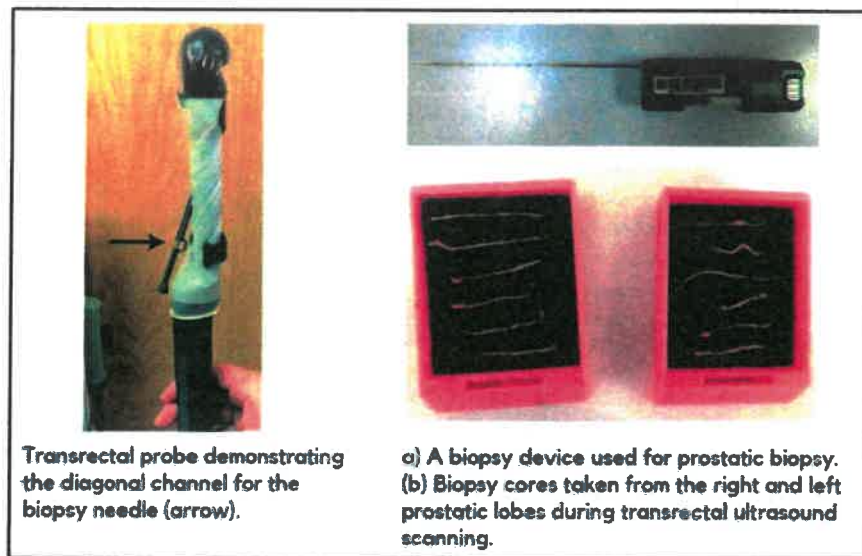 Transrectal probe demonstrating
the diagonal channel for the
biopsy needle (arrow).
a) A biopsy device used for prostatic biopsy.
(b) Biopsy cores taken from the right and left
prostatic lobes during transrectal ultrasound
scanning.